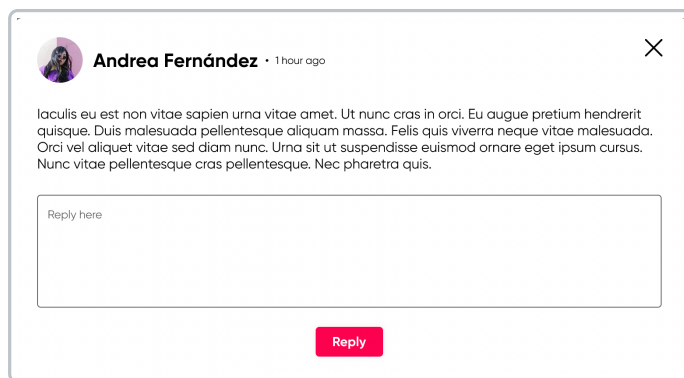 Andrea Fernández • 1 hour ago
Iaculis eu est non vitae sapien urna vitae amet. Ut nunc cras in orci. Eu augue pretium hendrerit
quisque. Duis malesuada pellentesque aliquam massa. Felis quis viverra neque vitae malesuada.
Orci vel aliquet vitae sed diam nunc. Urna sit ut suspendisse euismod ornare eget ipsum cursus.
Nunc vitae pellentesque cras pellentesque. Nec pharetra quis.
Reply here
Reply